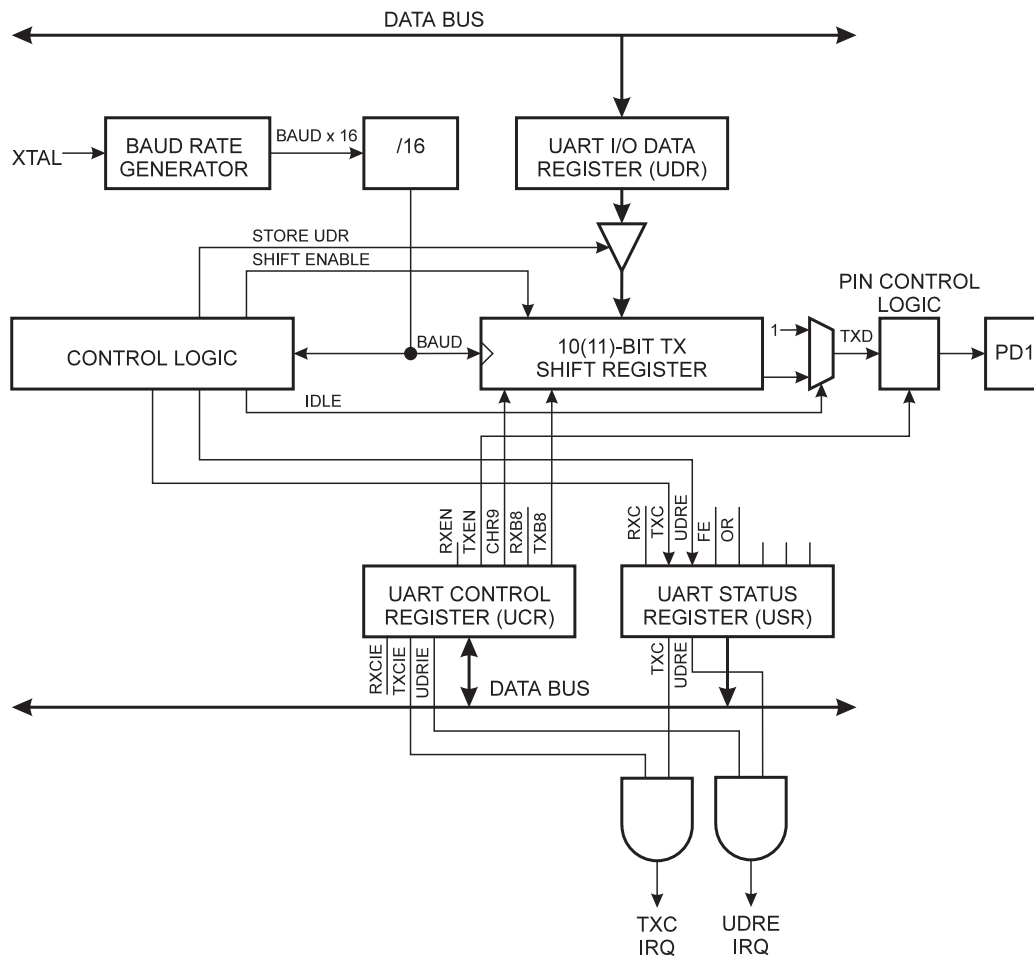 DATA BUS
XTAL
BAUD RATE
GENERATOR
BAUD x 16
/16
UART I/O DATA
REGISTER (UDR)
STORE UDR
SHIFT ENABLE
PIN CONTROL
LOGIC
CONTROL LOGIC
BAUD
10(11)-BIT TX
SHIFT REGISTER
1
TXD
PD1
IDLE
RXEN
TXEN
CHR9
RXB8
TXB8
RXC
TXC
UDRE
FE
OR
UART CONTROL
REGISTER (UCR)
UART STATUS
REGISTER (USR)
RXCIE
TXCIE
UDRIE
TXC
UDRE
DATA BUS
TXC
IRQ
UDRE
IRQ